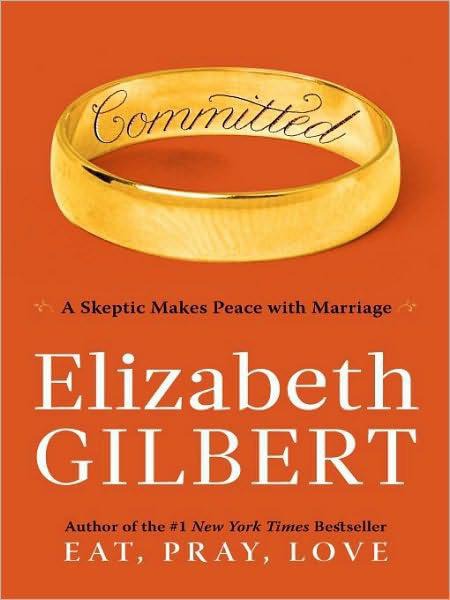 Committed
A Skeptic Makes Peace with Marriage
Elizabeth
GILBERT
Author of the #1 New York Times Bestseller
EAT, PRAY, LOVE